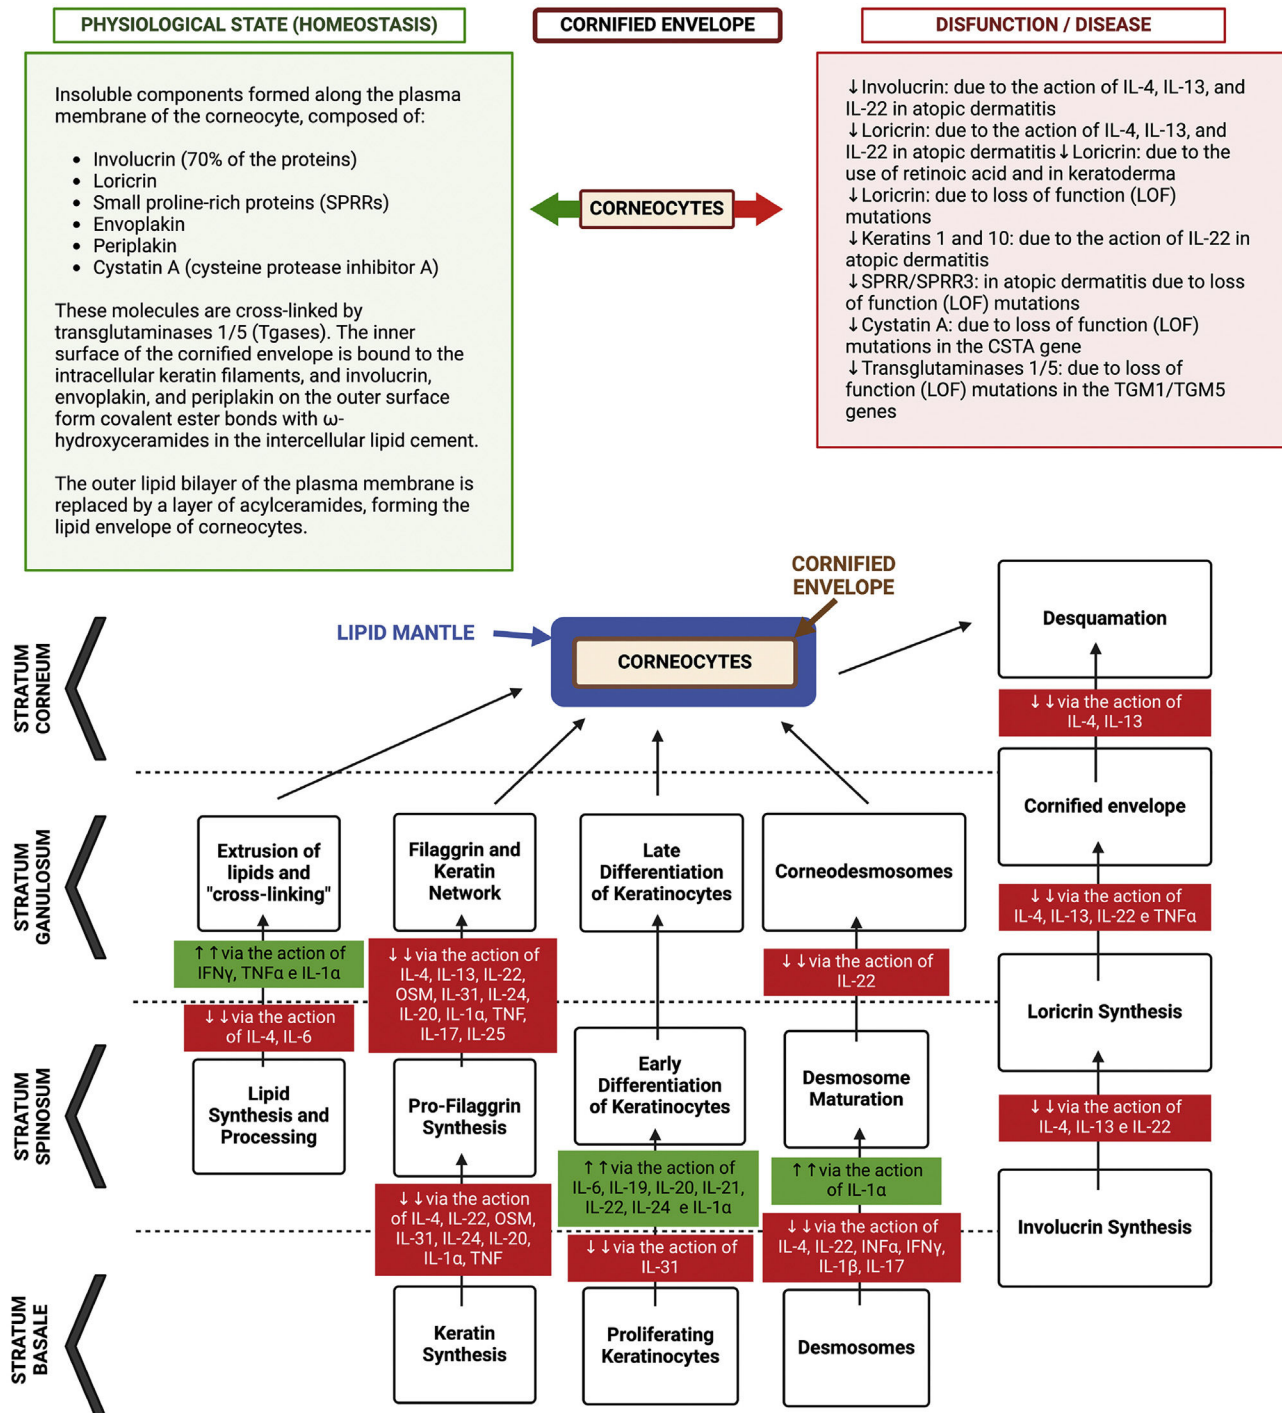 PHYSIOLOGICAL STATE (HOMEOSTASIS)
CORNIFIED ENVELOPE
DISFUNCTION / DISEASE
Insoluble components formed along the plasma
membrane of the corneocyte, composed of:
• Involucrin (70% of the proteins)
• Loricrin
• Small proline-rich proteins (SPRRs)
• Envoplakin
• Periplakin
• Cystatin A (cysteine protease inhibitor A)
These molecules are cross-linked by
transglutaminases 1/5 (Tgases). The inner
surface of the cornified envelope is bound to the
intracellular keratin filaments, and involucrin,
envoplakin, and periplakin on the outer surface
form covalent ester bonds with ω-
hydroxyceramides in the intercellular lipid cement.
The outer lipid bilayer of the plasma membrane is
replaced by a layer of acylceramides, forming the
lipid envelope of corneocytes.
CORNEOCYTES
↓Involucrin: due to the action of IL-4, IL-13, and
IL-22 in atopic dermatitis
↓Loricrin: due to the action of IL-4, IL-13, and
IL-22 in atopic dermatitis↓Loricrin: due to the
use of retinoic acid and in keratoderma
↓Loricrin: due to loss of function (LOF)
mutations
↓Keratins 1 and 10: due to the action of IL-22 in
atopic dermatitis
↓SPRR/SPRR3: in atopic dermatitis due to loss
of function (LOF) mutations
↓Cystatin A: due to loss of function (LOF)
mutations in the CSTA gene
↓Transglutaminases 1/5: due to loss of
function (LOF) mutations in the TGM1/TGM5
genes
STRATUM
CORNEUM
LIPID MANTLE
CORNIFIED
ENVELOPE
CORNEOCYTES
Desquamation
↓↓via the action of
IL-4, IL-13
STRATUM
GANULOSUM
Extrusion of
lipids and
"cross-linking"
Filaggrin and
Keratin
Network
Late
Differentiation
of Keratinocytes
Corneodesmosomes
Cornified envelope
↑↑via the action of
IFNγ, TNFα e IL-1α
↓↓via the action
of IL-4, IL-6
↓↓via the action of
IL-4, IL-13, IL-22,
OSM, IL-31, IL-24,
IL-20, IL-1α, TNF,
IL-17, IL-25
↓↓via the action of
IL-22
↓↓via the action of
IL-4, IL-13, IL-22 e TNFα
STRATUM
SPINOSUM
Lipid
Synthesis and
Processing
Pro-Filaggrin
Synthesis
Early
Differentiation
of Keratinocytes
Desmosome
Maturation
Loricrin Synthesis
↓↓via the action of
IL-4, IL-13 e IL-22
↓↓via the action
of IL-4, IL-22, OSM,
IL-31, IL-24, IL-20,
IL-1α, TNF
↑↑via the action of
IL-6, IL-19, IL-20, IL-21,
IL-22, IL-24 e IL-1α
↓↓via the action of
IL-31
↑↑via the action
of IL-1α
↓↓via the action of
IL-4, IL-22, INFα, IFNγ,
IL-1β, IL-17
Involucrin Synthesis
STRATUM
BASALE
Keratin
Synthesis
Proliferating
Keratinocytes
Desmosomes